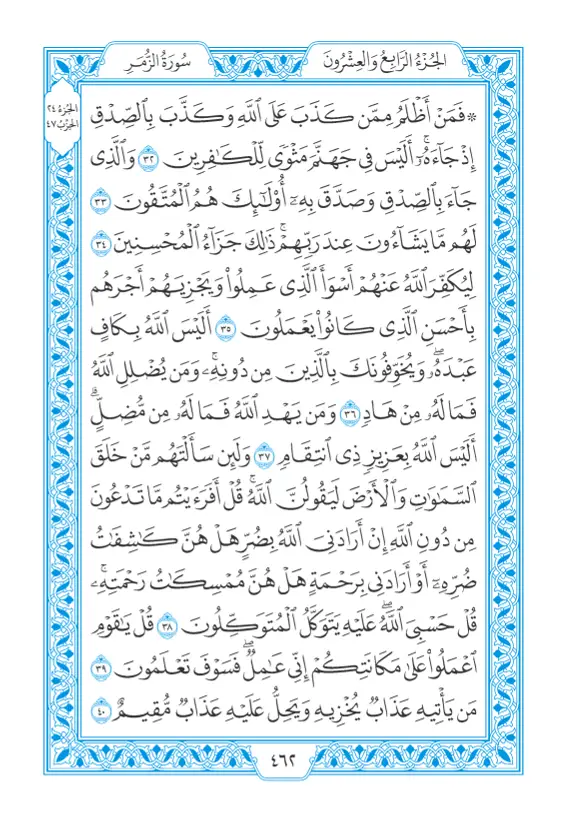 الجُزْءُ الرَّابِعُ وَالعِشْرُونَ
سُورَةُ الزُّمَرِ
الجُزْءُ ٢٤
الحِزْبُ ٤٧
۞ فَمَنْ أَظْلَمُ مِمَّن كَذَبَ عَلَى ٱللَّهِ وَكَذَّبَ بِٱلصِّدْقِ
إِذْ جَآءَهُۥٓۚ أَلَيْسَ فِى جَهَنَّمَ مَثْوًى لِّلْكَٰفِرِينَ ٣٢ وَٱلَّذِى
جَآءَ بِٱلصِّدْقِ وَصَدَّقَ بِهِۦٓ أُو۟لَٰٓئِكَ هُمُ ٱلْمُتَّقُونَ ٣٣
لَهُم مَّا يَشَآءُونَ عِندَ رَبِّهِمْۚ ذَٰلِكَ جَزَآءُ ٱلْمُحْسِنِينَ ٣٤
لِيُكَفِّرَ ٱللَّهُ عَنْهُمْ أَسْوَأَ ٱلَّذِى عَمِلُوا۟ وَيَجْزِيَهُمْ أَجْرَهُم
بِأَحْسَنِ ٱلَّذِى كَانُوا۟ يَعْمَلُونَ ٣٥ أَلَيْسَ ٱللَّهُ بِكَافٍ
عَبْدَهُۥۖ وَيُخَوِّفُونَكَ بِٱلَّذِينَ مِن دُونِهِۦۚ وَمَن يُضْلِلِ ٱللَّهُ
فَمَا لَهُۥ مِنْ هَادٍ ٣٦ وَمَن يَهْدِ ٱللَّهُ فَمَا لَهُۥ مِن مُّضِلٍّۗ
أَلَيْسَ ٱللَّهُ بِعَزِيزٍ ذِى ٱنتِقَامٍ ٣٧ وَلَئِن سَأَلْتَهُم مَّنْ خَلَقَ
ٱلسَّمَٰوَٰتِ وَٱلْأَرْضَ لَيَقُولُنَّ ٱللَّهُۚ قُلْ أَفَرَءَيْتُم مَّا تَدْعُونَ
مِن دُونِ ٱللَّهِ إِنْ أَرَادَنِىَ ٱللَّهُ بِضُرٍّ هَلْ هُنَّ كَٰشِفَٰتُ
ضُرِّهِۦٓ أَوْ أَرَادَنِى بِرَحْمَةٍ هَلْ هُنَّ مُمْسِكَٰتُ رَحْمَتِهِۦۚ
قُلْ حَسْبِىَ ٱللَّهُۖ عَلَيْهِ يَتَوَكَّلُ ٱلْمُتَوَكِّلُونَ ٣٨ قُلْ يَٰقَوْمِ
ٱعْمَلُوا۟ عَلَىٰ مَكَانَتِكُمْ إِنِّى عَٰمِلٌۖ فَسَوْفَ تَعْلَمُونَ ٣٩
مَن يَأْتِيهِ عَذَابٌ يُخْزِيهِ وَيَحِلُّ عَلَيْهِ عَذَابٌ مُّقِيمٌ ٤٠
٤٦٢